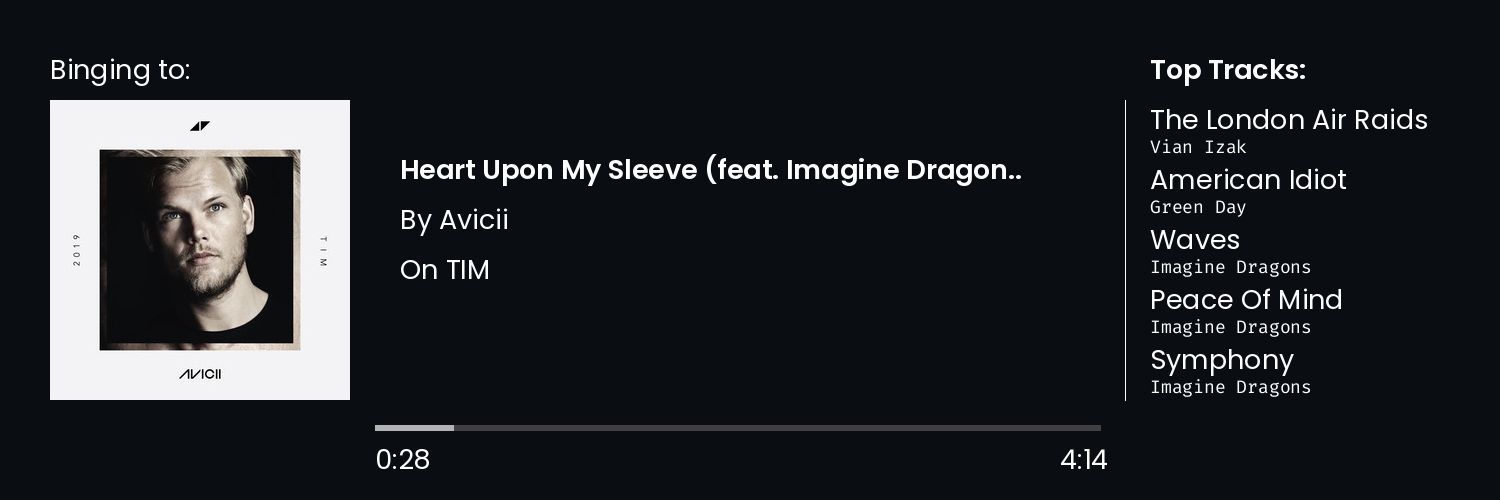 Binging to:
2019
TIM
AVICII
Heart Upon My Sleeve (feat. Imagine Dragon..
By Avicii
On TIM
0:28
4:14
Top Tracks:
The London Air Raids
Vian Izak
American Idiot
Green Day
Waves
Imagine Dragons
Peace Of Mind
Imagine Dragons
Symphony
Imagine Dragons